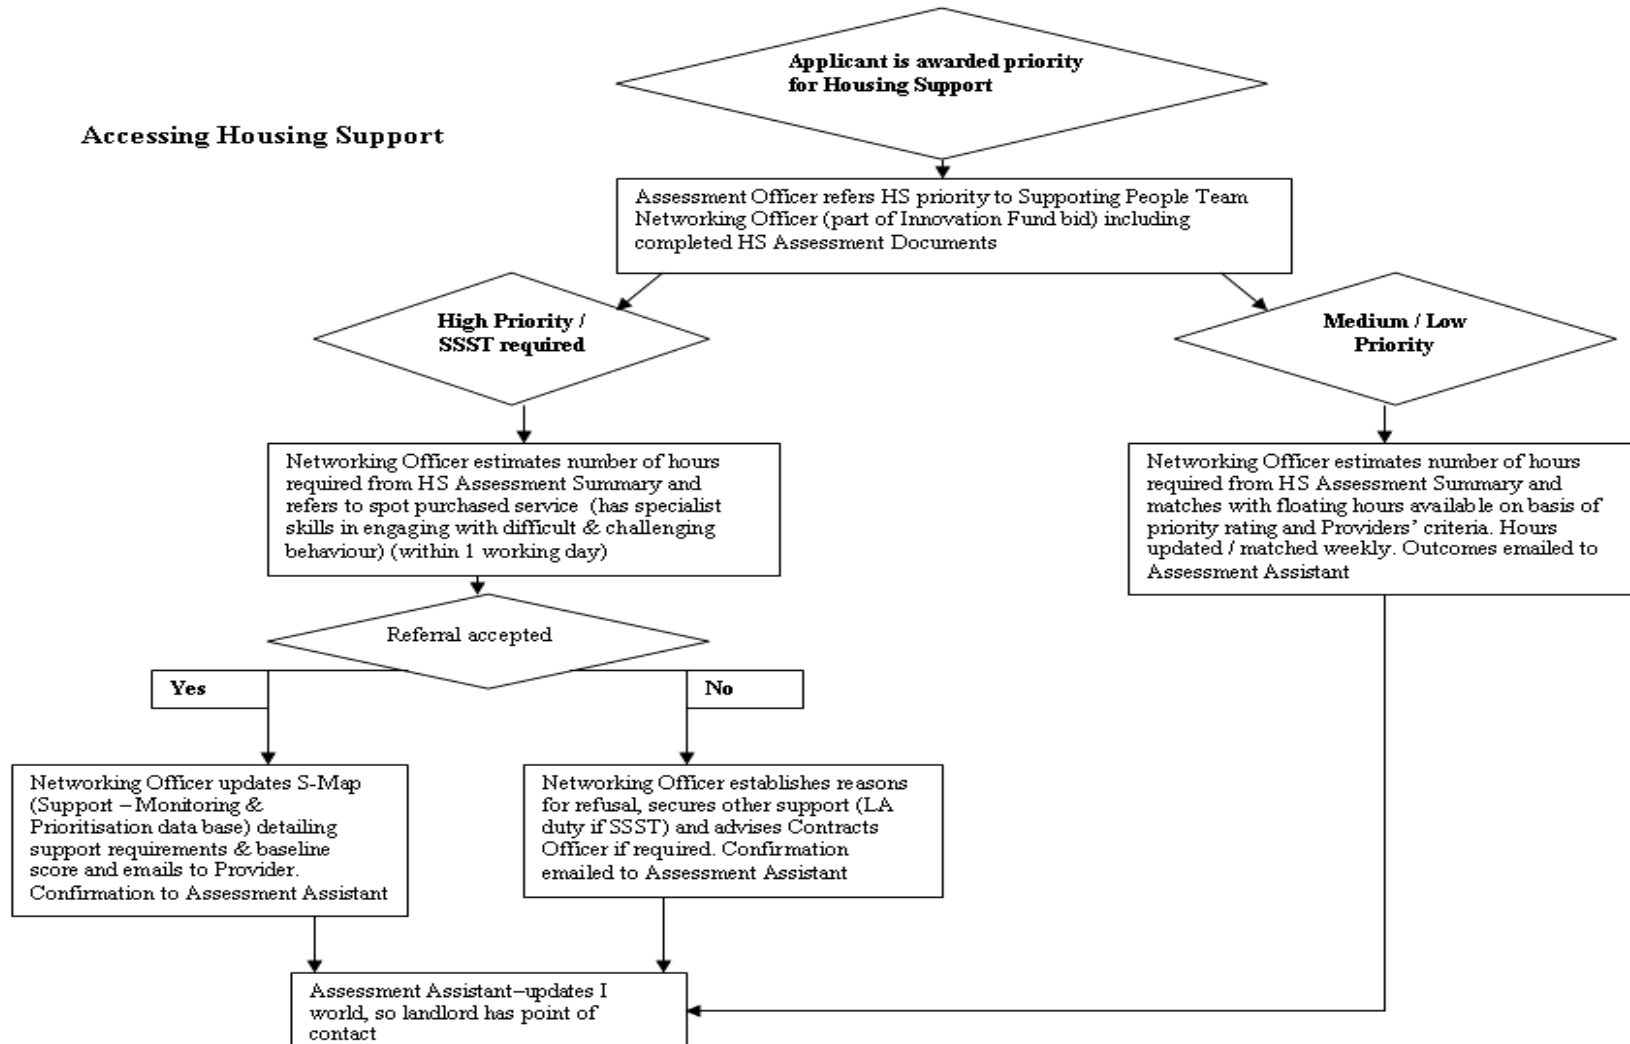 Applicant is awarded priority
for Housing Support
Accessing Housing Support
Assessment Officer refers HS priority to Supporting People Team
Networking Officer (part of Innovation Fund bid) including
completed HS Assessment Documents
High Priority /
SSST required
Medium / Low
Priority
Networking Officer estimates number of hours
required from HS Assessment Summary and
refers to spot purchased service (has specialist
skills in engaging with difficult & challenging
behaviour) (within 1 working day)
Networking Officer estimates number of hours
required from HS Assessment Summary and
matches with floating hours available on basis of
priority rating and Providers’ criteria. Hours
updated / matched weekly. Outcomes emailed to
Assessment Assistant
Referral accepted
Yes
No
Networking Officer updates S-Map
(Support – Monitoring &
Prioritisation data base) detailing
support requirements & baseline
score and emails to Provider.
Confirmation to Assessment Assistant
Networking Officer establishes reasons
for refusal, secures other support (LA
duty if SSST) and advises Contracts
Officer if required. Confirmation
emailed to Assessment Assistant
Assessment Assistant–updates I
world, so landlord has point of
contact